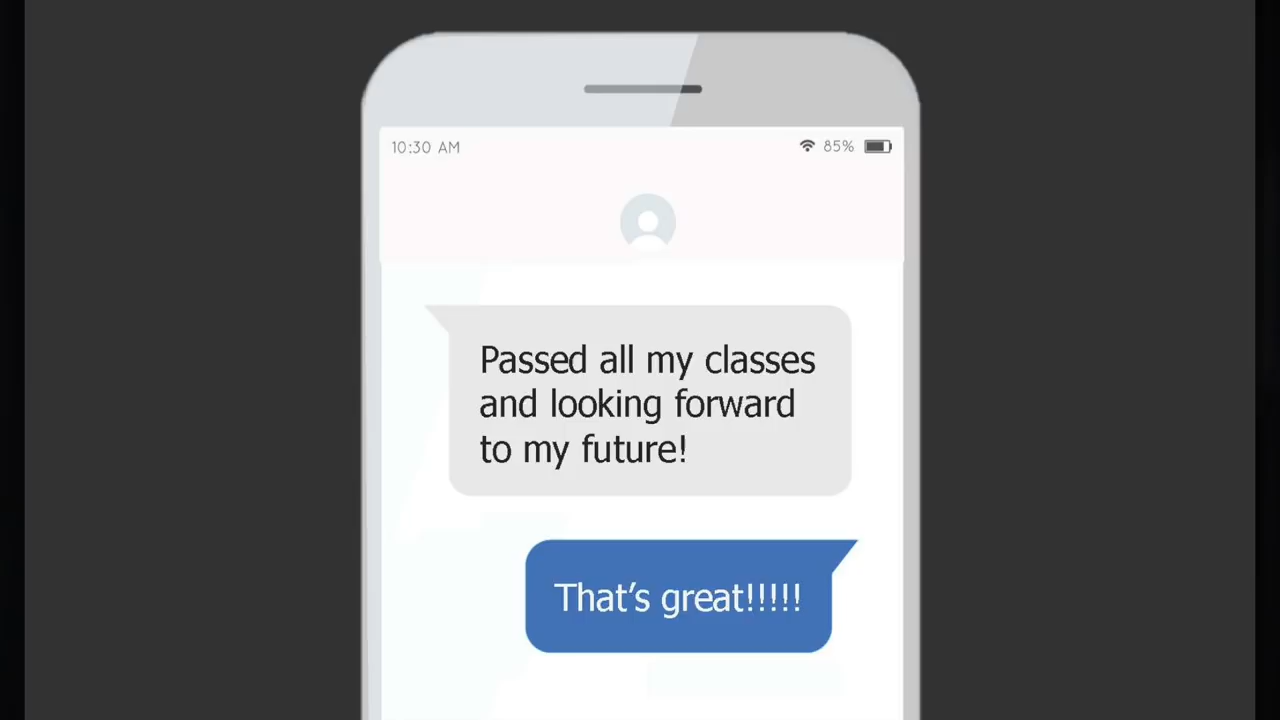 10:30 AM 85%
Passed all my classes
and looking forward
to my future!
That’s great!!!!!